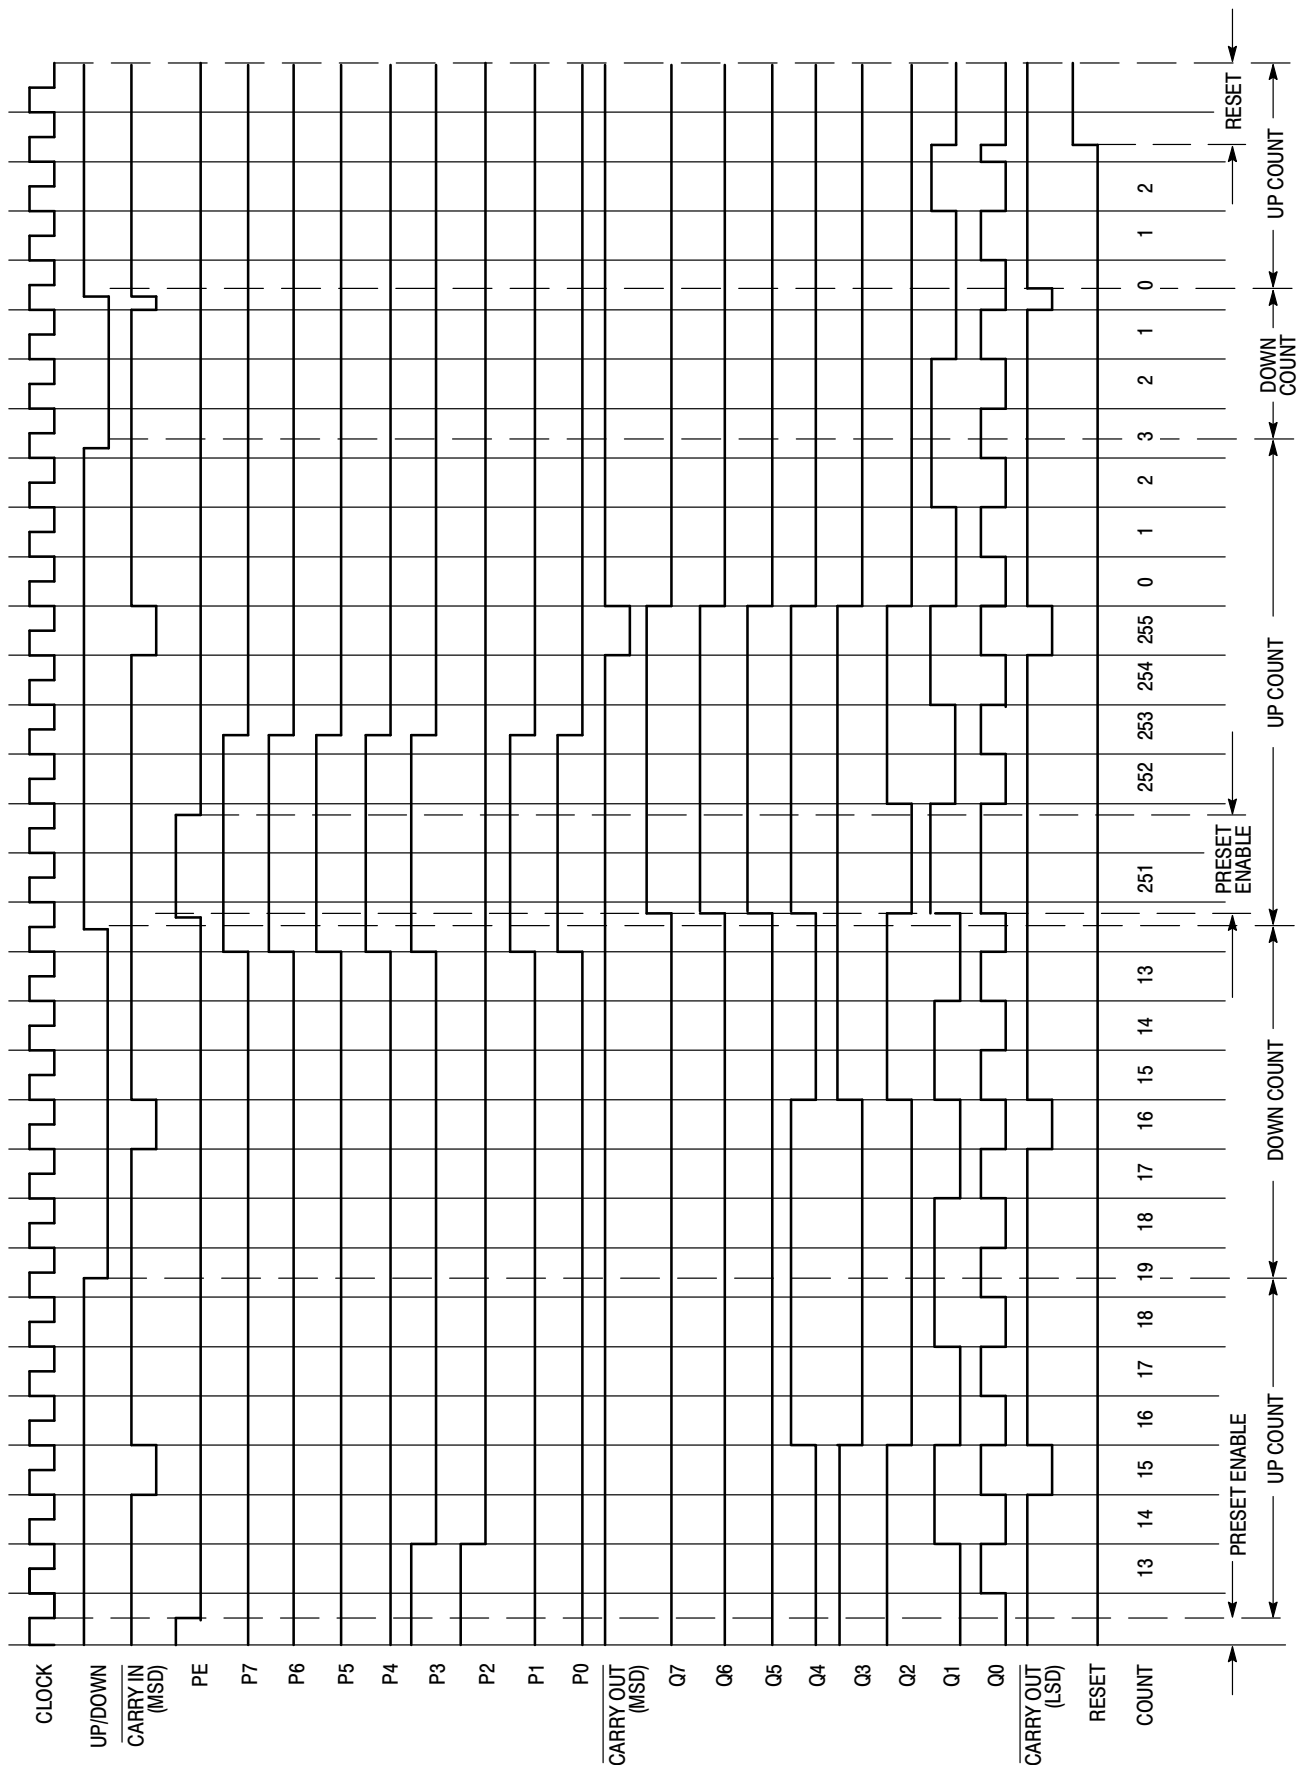 CLOCK
UP/DOWN
CARRY IN
(MSD)
PE
P7
P6
P5
P4
P3
P2
P1
P0
CARRY OUT
(MSD)
Q7
Q6
Q5
Q4
Q3
Q2
Q1
Q0
CARRY OUT
(LSD)
RESET
COUNT
13 14 15 16 17 18 19 18 17 16 15 14 13 251 252 253 254 255 0 1 2 3 2 1 0 1 2
PRESET ENABLE
PRESET
ENABLE
RESET
UP COUNT
DOWN COUNT
UP COUNT
DOWN
COUNT
UP COUNT